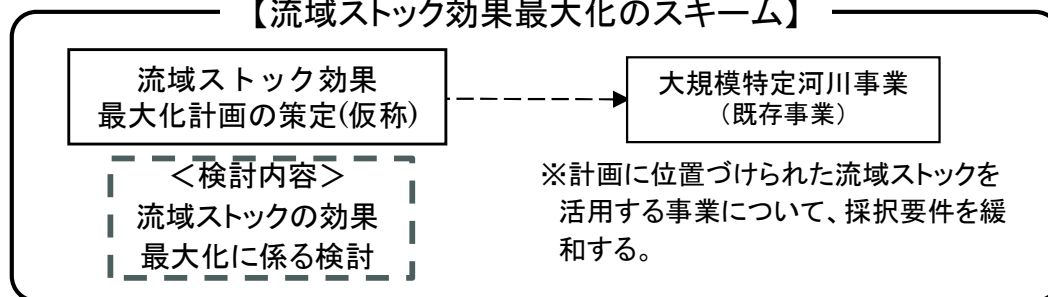 【流域ストック効果最大化のスキーム】
流域ストック効果
最大化計画の策定(仮称)
大規模特定河川事業
（既存事業）
＜検討内容＞
流域ストックの効果
最大化に係る検討
※計画に位置づけられた流域ストックを
活用する事業について、採択要件を緩
和する。